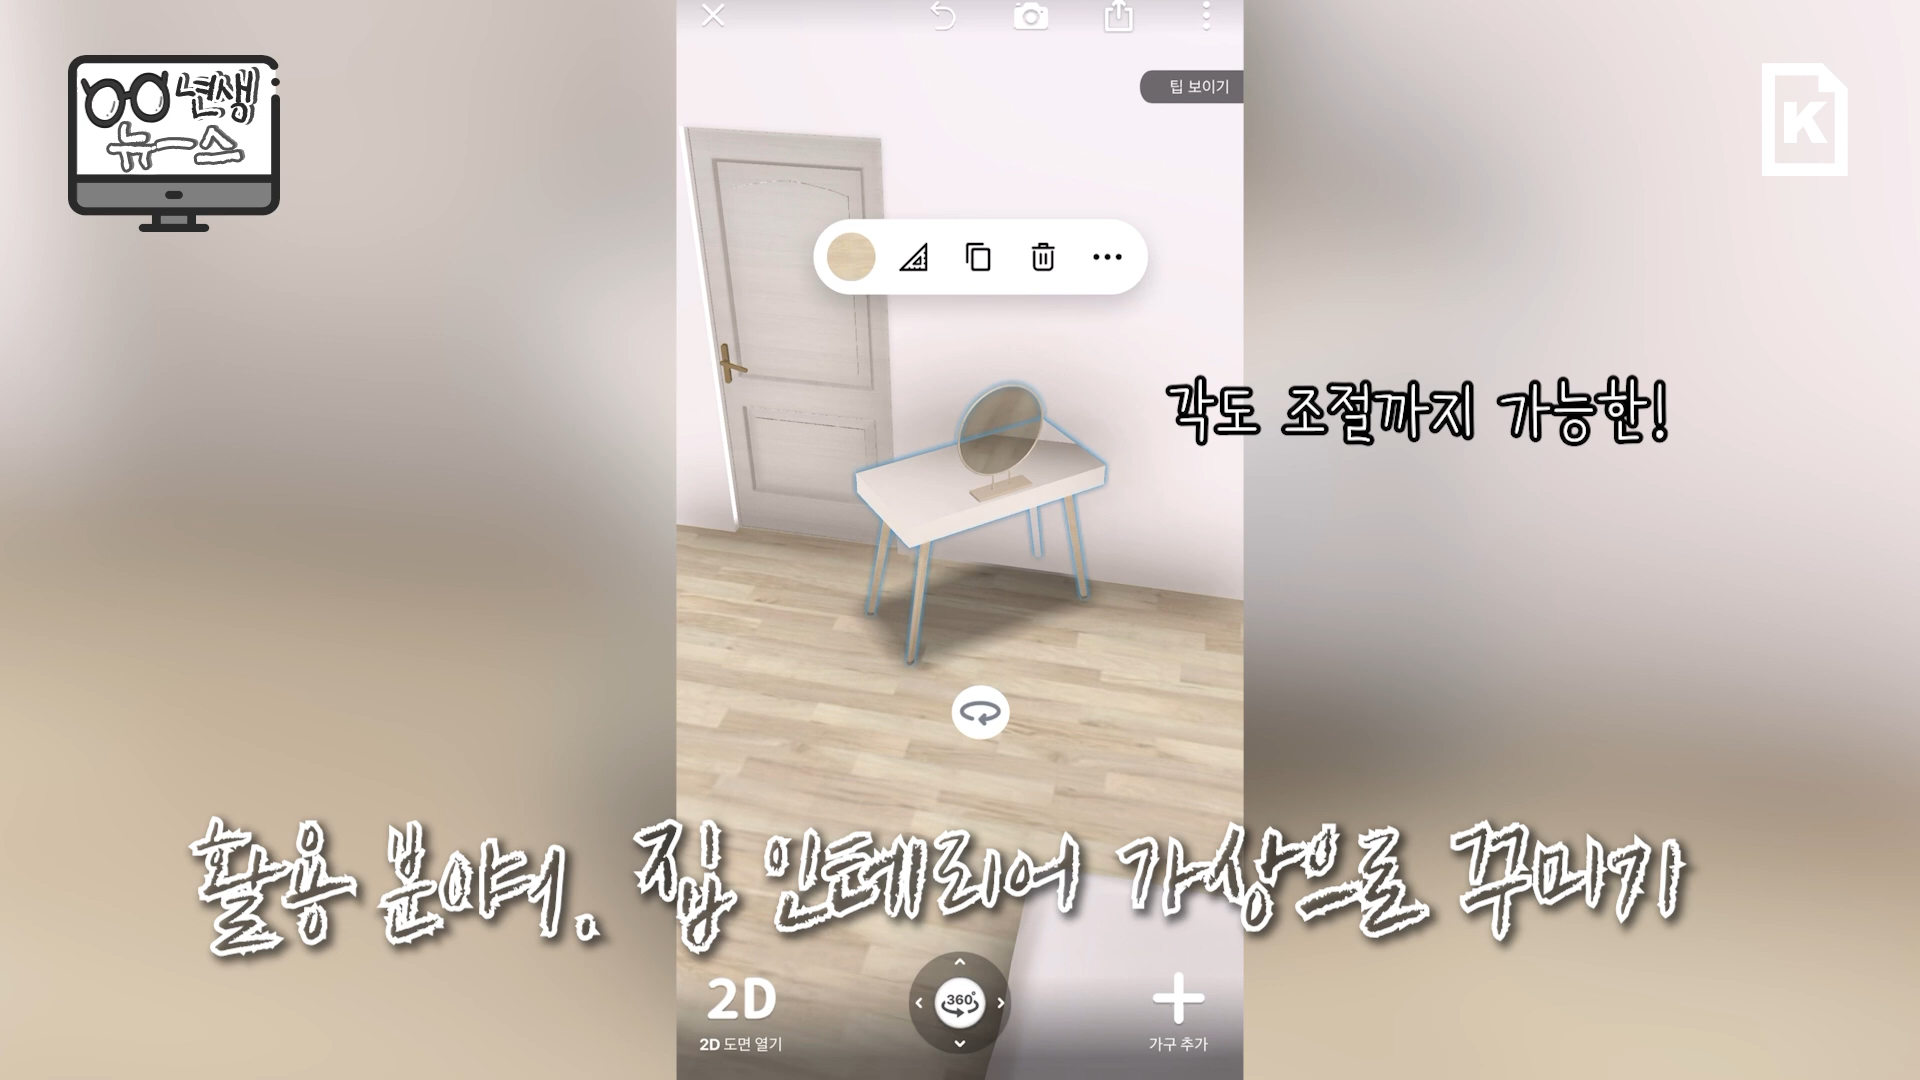 년생
뉴스
K
팁 보이기
각도 조절까지 가능한!
활용 분야1. 집 인테리어 가상으로 꾸미기
2D
360°
2D 도면 열기
가구 추가